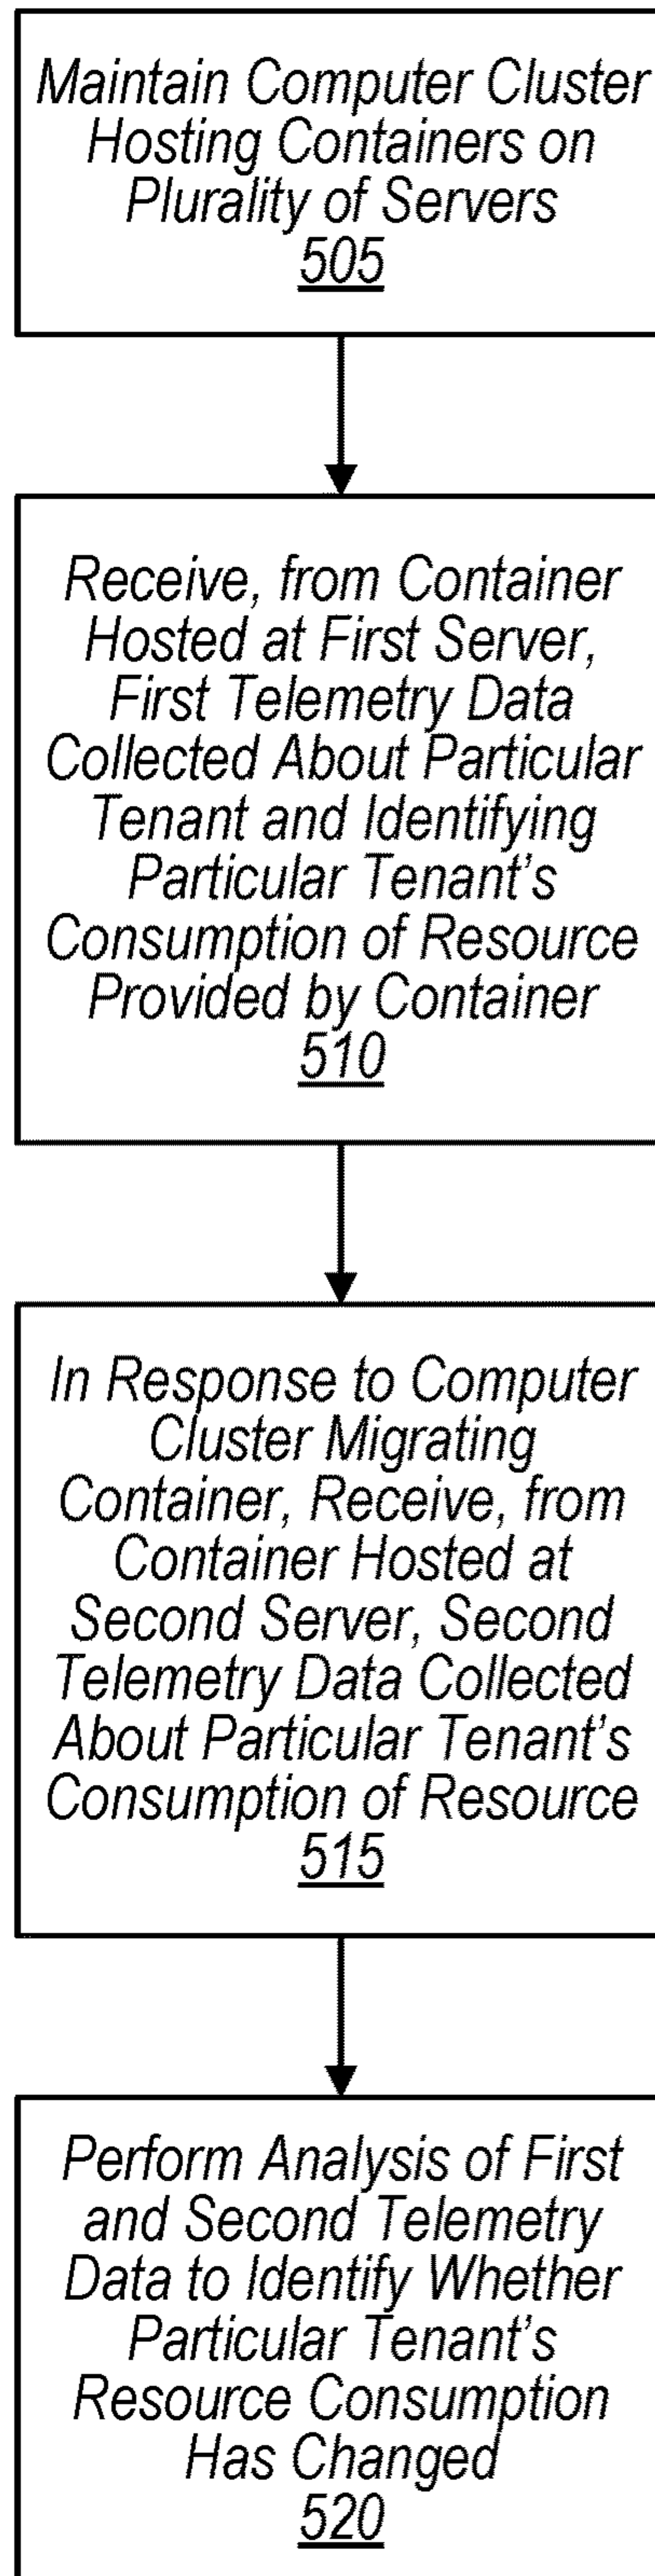 Maintain Computer Cluster
Hosting Containers on
Plurality of Servers
505
Receive, from Container
Hosted at First Server,
First Telemetry Data
Collected About Particular
Tenant and Identifying
Particular Tenant's
Consumption of Resource
Provided by Container
510
In Response to Computer
Cluster Migrating
Container, Receive, from
Container Hosted at
Second Server, Second
Telemetry Data Collected
About Particular Tenant's
Consumption of Resource
515
Perform Analysis of First
and Second Telemetry
Data to Identify Whether
Particular Tenant's
Resource Consumption
Has Changed
520